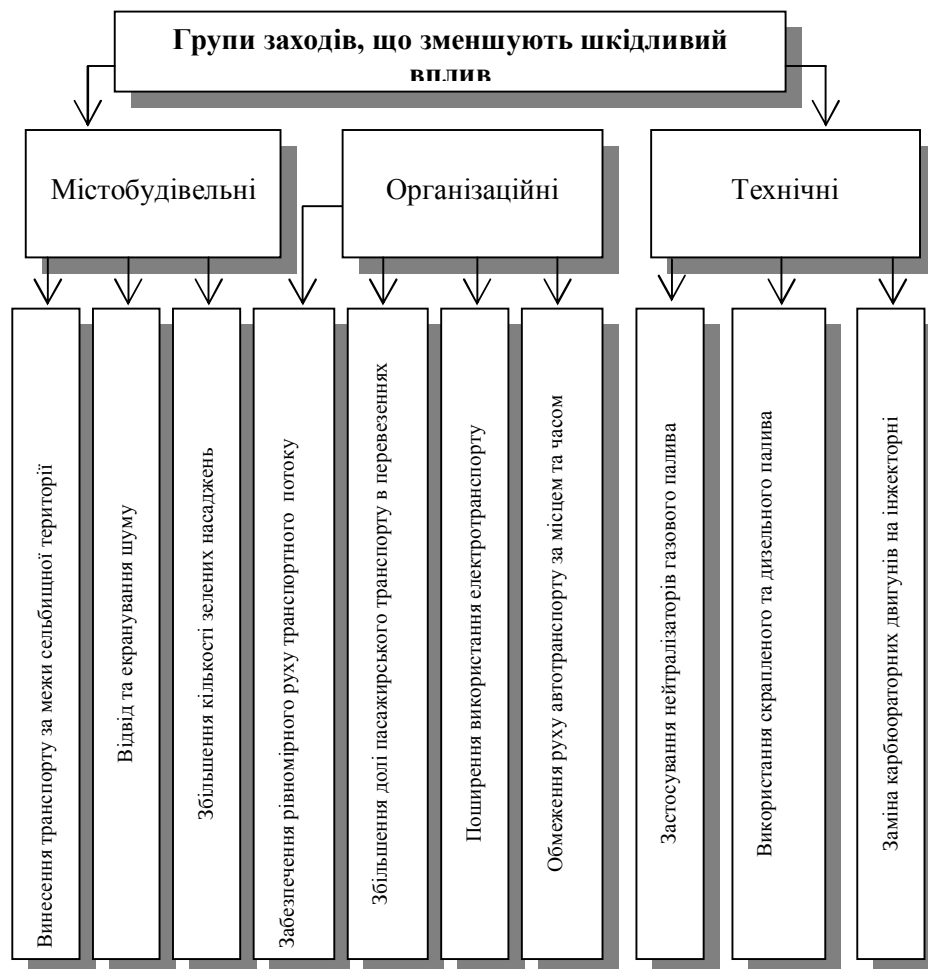 Групи заходів, що зменшують шкідливий
вплив
Містобудівельні
Організаційні
Технічні
Винесення транспорту за межи сельбищної території
Відвід та екранування шуму
Збільшення кількості зелених насаджень
Забезпечення рівномірного руху транспортного потоку
Збільшення долі пасажирського транспорту в перевезеннях
Поширення використання електротранспорту
Обмеження руху автотранспорту за місцем та часом
Застосування нейтралізаторів газового палива
Використання скрапленого та дизельного палива
Заміна карбюораторних двигунів на інжекторні